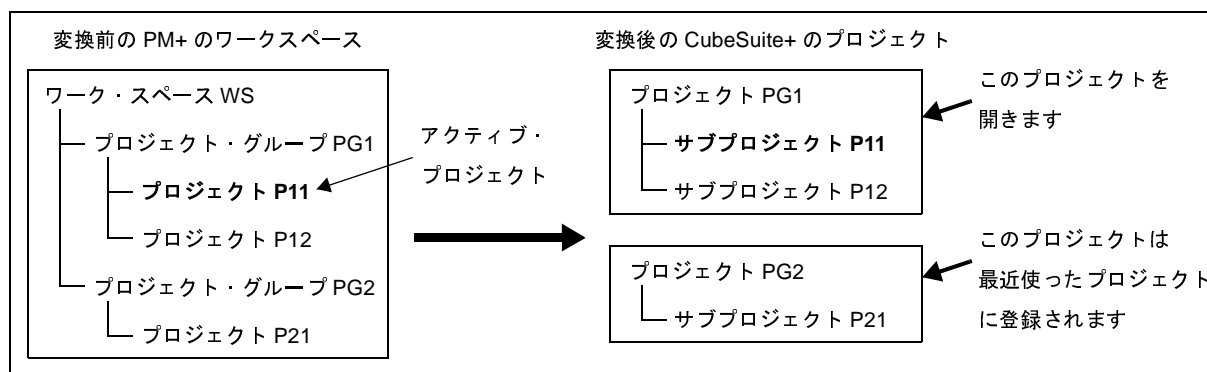 変換前の PM+ のワークスペース
ワーク・スペース WS
プロジェクト・グループ PG1
プロジェクト P11
プロジェクト P12
プロジェクト・グループ PG2
プロジェクト P21
アクティブ・
プロジェクト
変換後の CubeSuite+ のプロジェクト
プロジェクト PG1
サブプロジェクト P11
サブプロジェクト P12
このプロジェクトを
開きます
プロジェクト PG2
サブプロジェクト P21
このプロジェクトは
最近使ったプロジェクト
に登録されます